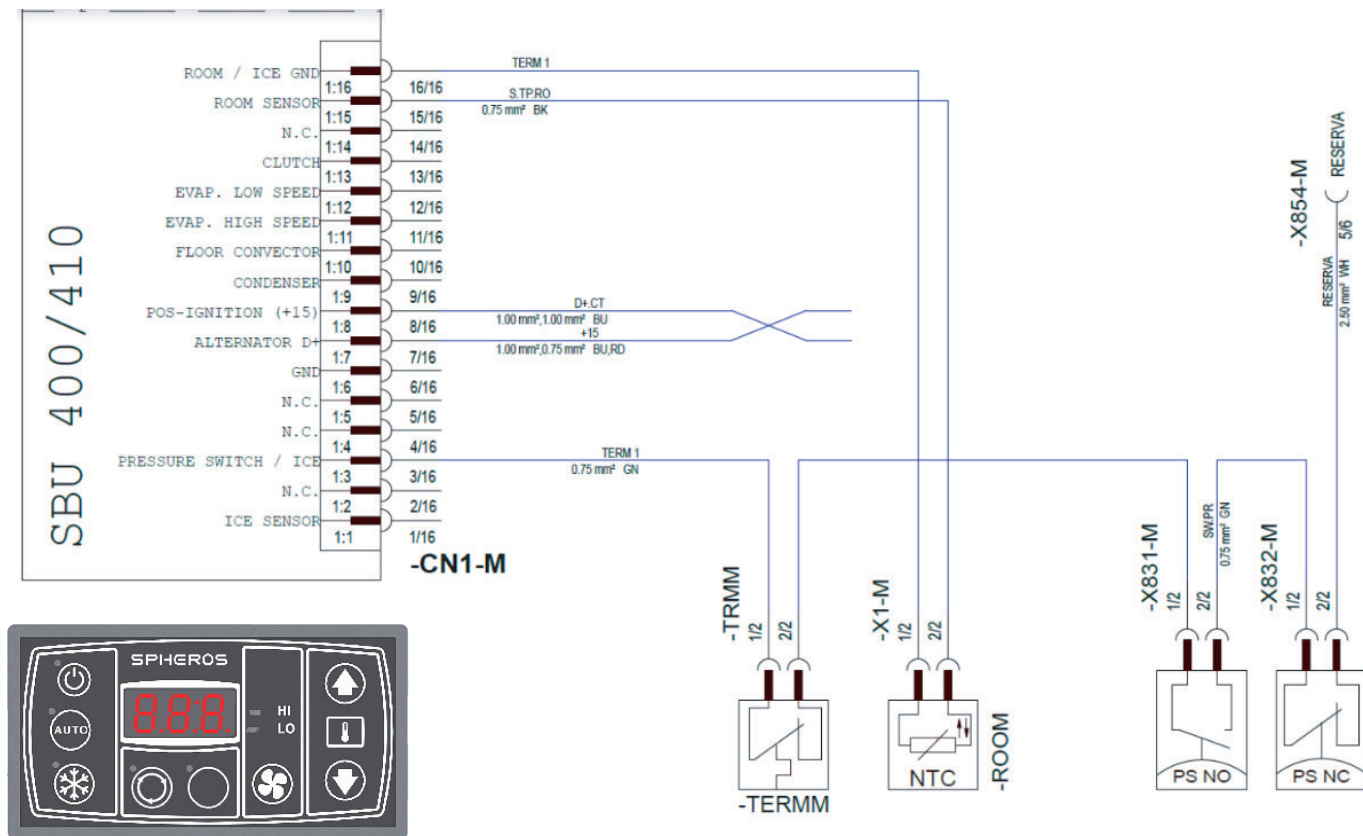 SBU 400/410
ROOM / ICE GND
1:16
16/16
ROOM SENSOR
1:15
15/15
N.C.
1:14
14/16
CLUTCH
1:13
13/16
EVAP. LOW SPEED
1:12
12/16
EVAP. HIGH SPEED
1:11
11/16
FLOOR CONVECTOR
1:10
10/16
CONDENSER
1:9
9/16
POS-IGNITION (+15)
1:8
8/16
ALTERNATOR D+
1:7
7/16
GND
1:6
6/16
N.C.
1:5
5/16
N.C.
1:4
4/16
PRESSURE SWITCH / ICE
1:3
3/16
N.C.
1:2
2/16
ICE SENSOR
1:1
1/16
-CN1-M
TERM 1
S.TP.RO
0.75 mm² BK
D+.CT
1.00 mm²,1.00 mm² BU
+15
1.00 mm²,0.75 mm² BU,RD
TERM 1
0.75 mm² GN
-TRMM
1/2
2/2
-TERMM
-X1-M
1/2
2/2
NTC
-ROOM
-X831-M
1/2
2/2
SW.PR
0.75 mm² GN
PS NO
-X832-M
1/2
2/2
PS NC
-X854-M
RESERVA
5/6
RESERVA
2.50 mm² WH
SPHEROS
AUTO
8.8.8.
HI
LO